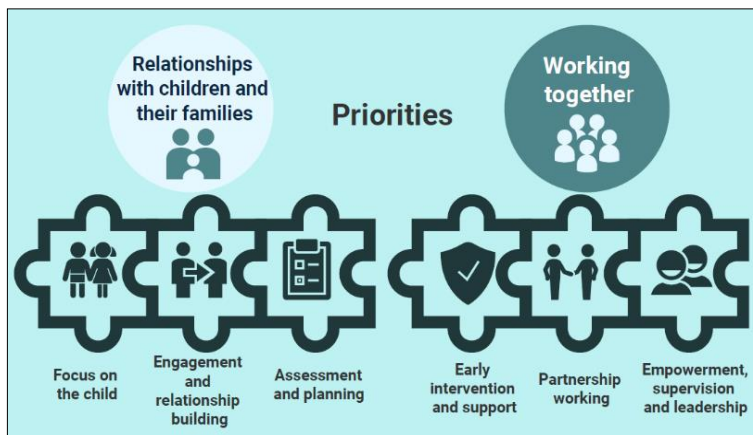 Relationships
with children and
their families
Priorities
Working
together
Focus on
the child
Engagement
and
relationship
building
Assessment
and planning
Early
intervention
and support
Partnership
working
Empowerment,
supervision
and leadership